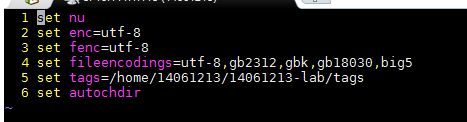 1 set nu
2 set enc=utf-8
3 set fenc=utf-8
4 set fileencodings=utf-8,gb2312,gbk,gb18030,big5
5 set tags=/home/14061213/14061213-lab/tags
6 set autochdir
~